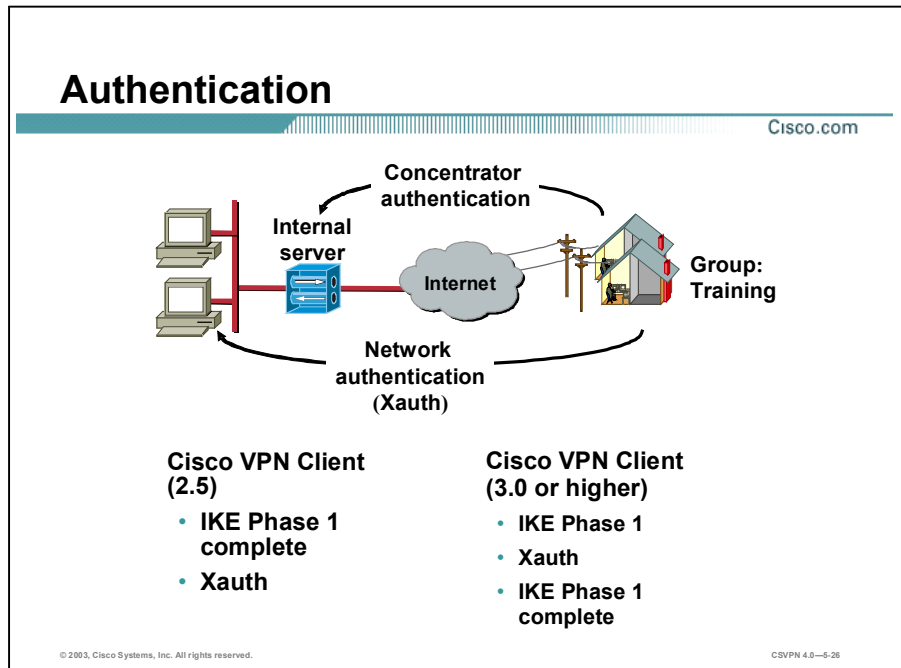 Authentication
Cisco.com
Concentrator
authentication
Internal
server
Internet
Group:
Training
Network
authentication
(Xauth)
Cisco VPN Client
(2.5)
• IKE Phase 1
complete
• Xauth
Cisco VPN Client
(3.0 or higher)
• IKE Phase 1
• Xauth
• IKE Phase 1
complete
© 2003, Cisco Systems, Inc. All rights reserved.
CSVPN 4.0—5-26